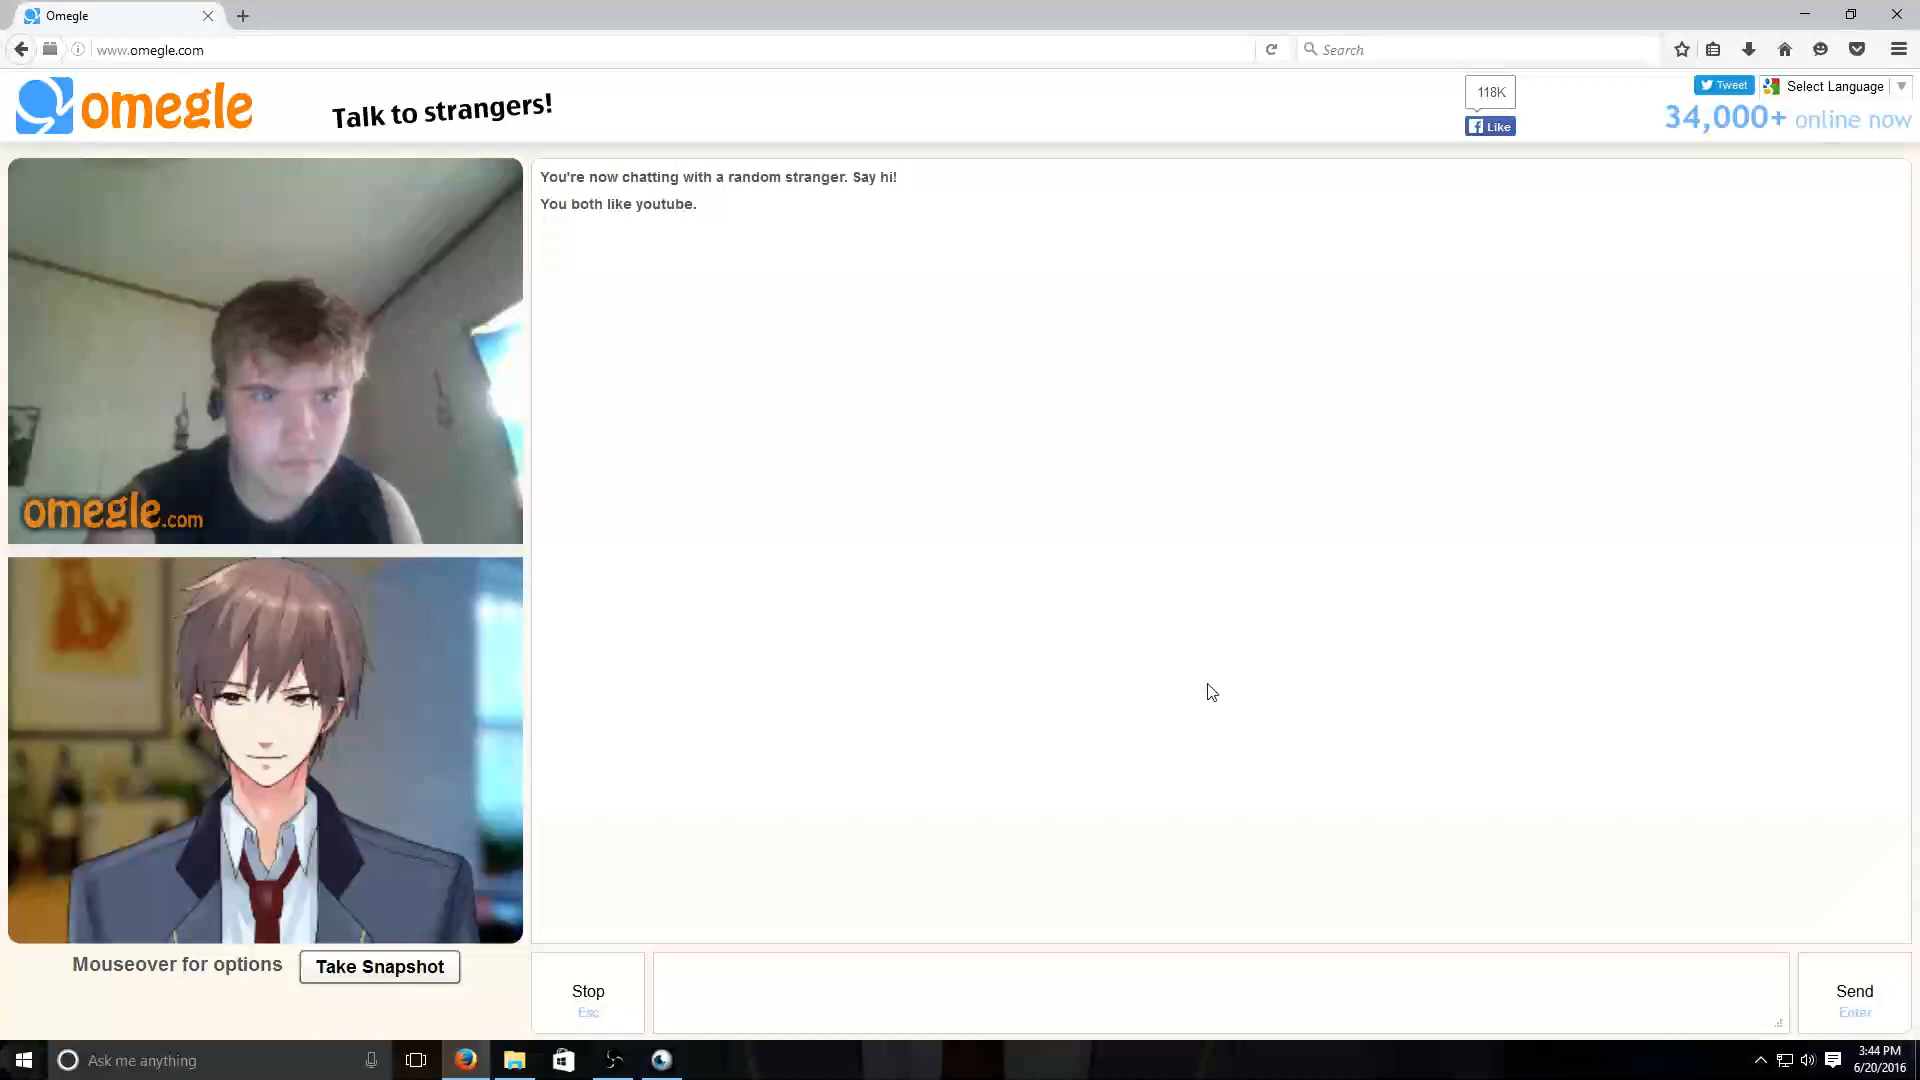 Omegle
www.omegle.com
Search
omegle
Talk to strangers!
118K
Like
Tweet
Select Language
34,000+ online now
You're now chatting with a random stranger. Say hi!
You both like youtube.
omegle.com
Mouseover for options
Take Snapshot
Stop
Esc
Send
Enter
Ask me anything
3:44 PM
6/20/2016